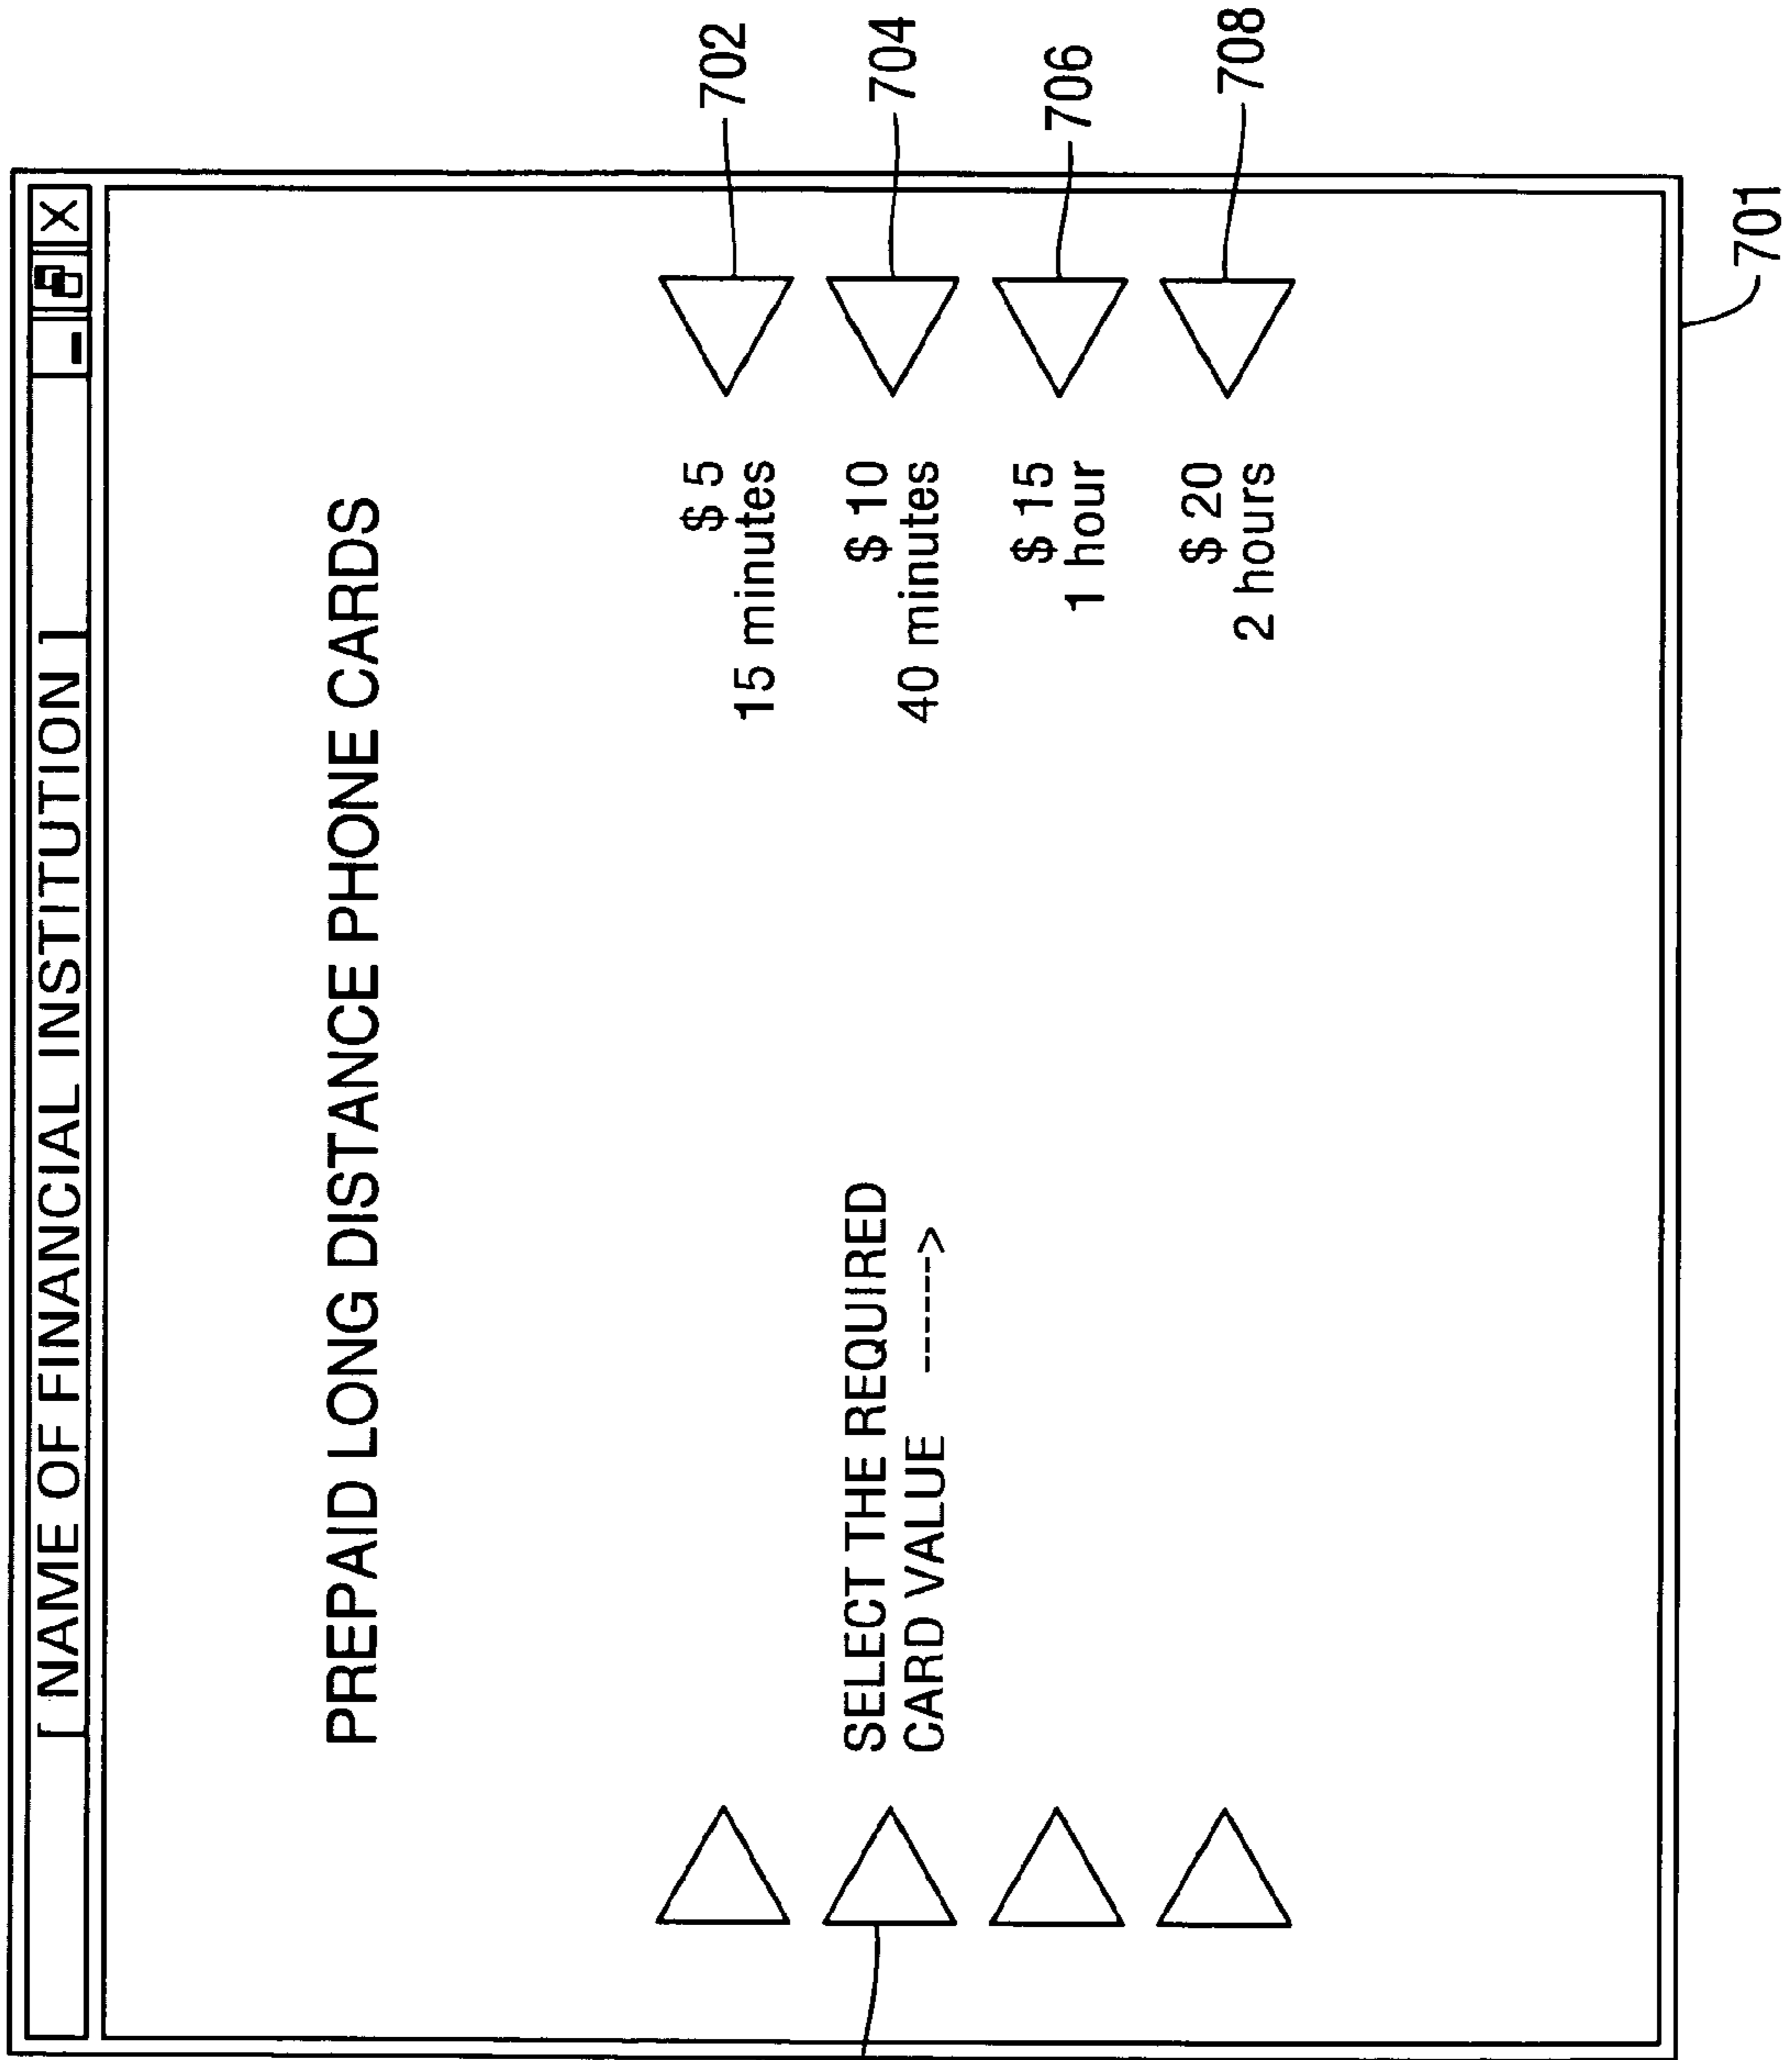 [ NAME OF FINANCIAL INSTITUTION ]
X
PREPAID LONG DISTANCE PHONE CARDS
$ 5
15 minutes
702
SELECT THE REQUIRED
CARD VALUE ------>
$ 10
40 minutes
704
$ 15
1 hour
706
$ 20
2 hours
708
701